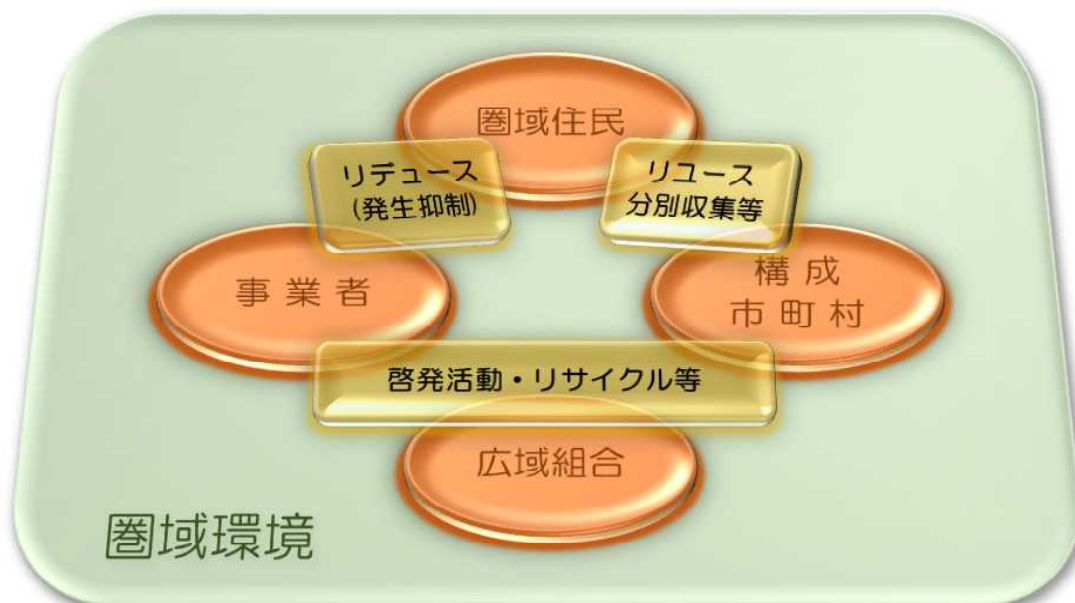 圏域住民
リデュース
(発生抑制)
リユース
分別収集等
事業者
構成
市町村
啓発活動・リサイクル等
広域組合
圏域環境